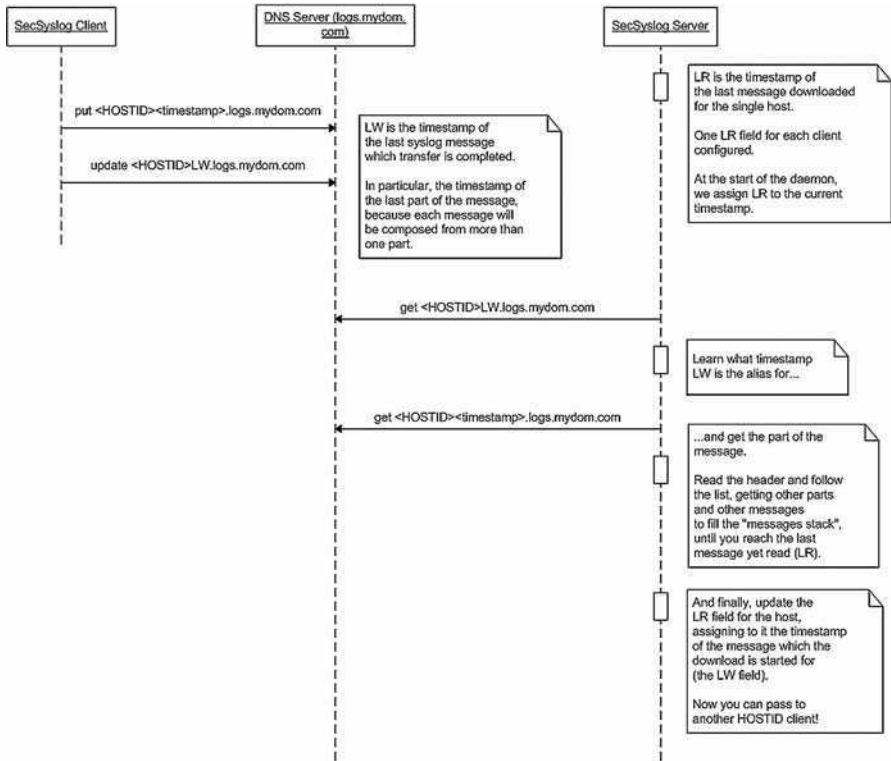 SecSyslog Client
DNS Server (logs.mydom.
com)
SecSyslog Server
put <HOSTID><timestamp>.logs.mydom.com
update <HOSTID>LW.logs.mydom.com
LW is the timestamp of
the last syslog message
which transfer is completed.
In particular, the timestamp of
the last part of the message,
because each message will
be composed from more than
one part.
LR is the timestamp of
the last message downloaded
for the single host.
One LR field for each client
configured.
At the start of the daemon,
we assign LR to the current
timestamp.
get <HOSTID>LW.logs.mydom.com
Learn what timestamp
LW is the alias for...
get <HOSTID><timestamp>.logs.mydom.com
...and get the part of the
message.
Read the header and follow
the list, getting other parts
and other messages
to fill the "messages stack",
until you reach the last
message yet read (LR).
And finally, update the
LR field for the host,
assigning to it the timestamp
of the message which the
download is started for
(the LW field).
Now you can pass to
another HOSTID client!